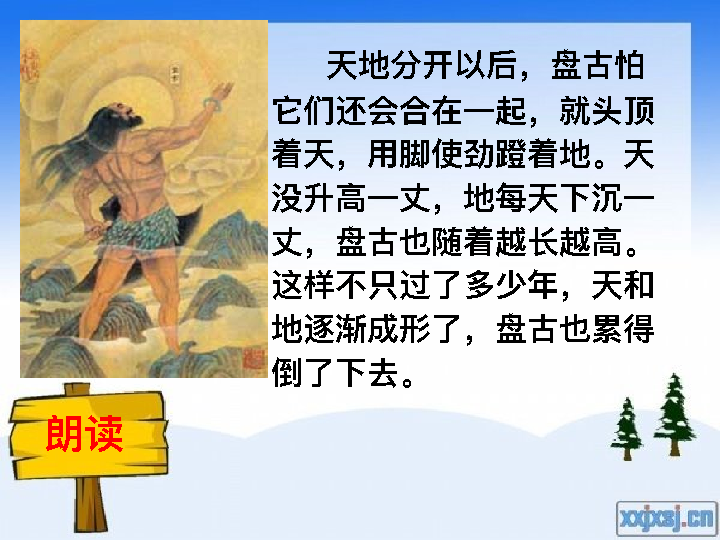 天地分开以后，盘古怕
它们还会合在一起，就头顶
着天，用脚使劲蹬着地。天
没升高一丈，地每天下沉一
丈，盘古也随着越长越高。
这样不只过了多少年，天和
地逐渐成形了，盘古也累得
倒了下去。
朗读
xxjxsj.cn